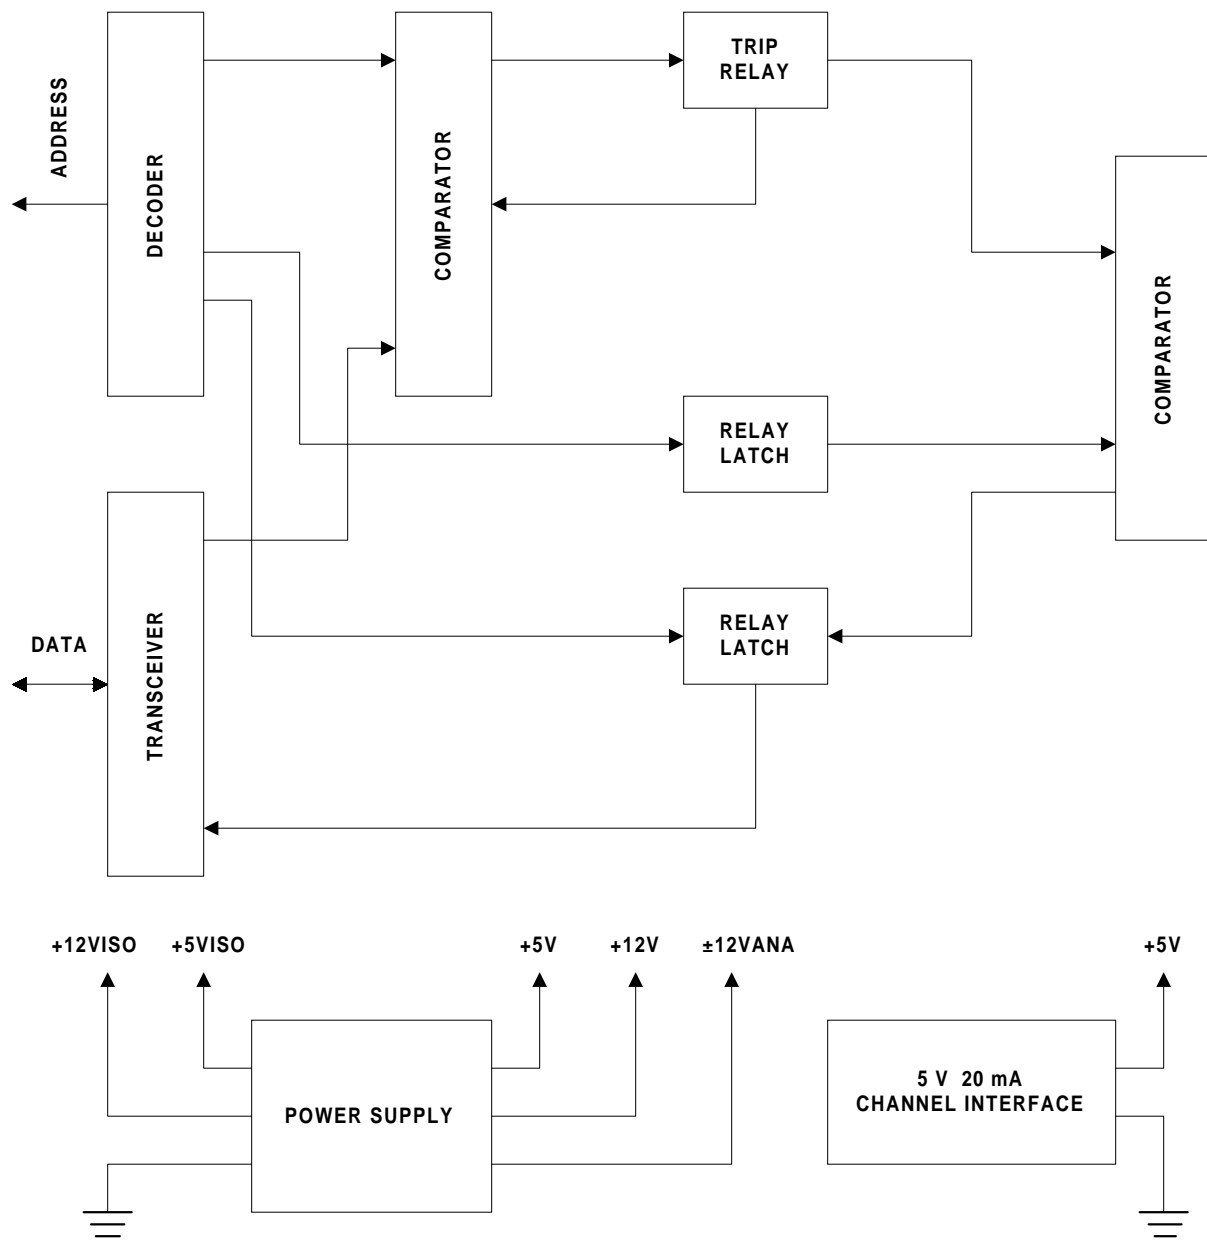 TRIP
RELAY
ADDRESS
DECODER
COMPARATOR
COMPARATOR
RELAY
LATCH
RELAY
LATCH
DATA
TRANSCEIVER
+12VISO
+5VISO
+5V
+12V
±12VANA
+5V
POWER SUPPLY
5 V 20 mA
CHANNEL INTERFACE